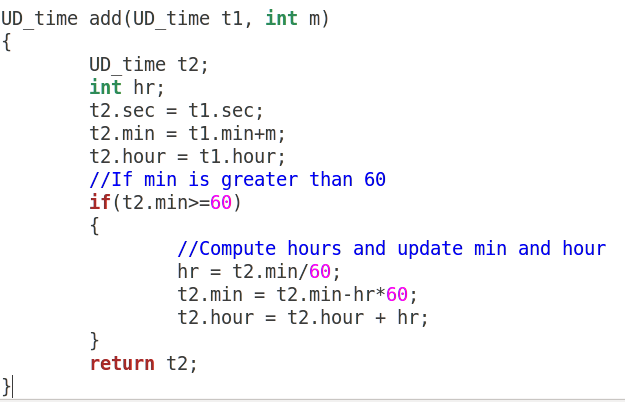 UD_time add(UD_time t1, int m)
{
UD_time t2;
int hr;
t2.sec = t1.sec;
t2.min = t1.min+m;
t2.hour = t1.hour;
//If min is greater than 60
if(t2.min>=60)
{
//Compute hours and update min and hour
hr = t2.min/60;
t2.min = t2.min-hr*60;
t2.hour = t2.hour + hr;
}
return t2;
}